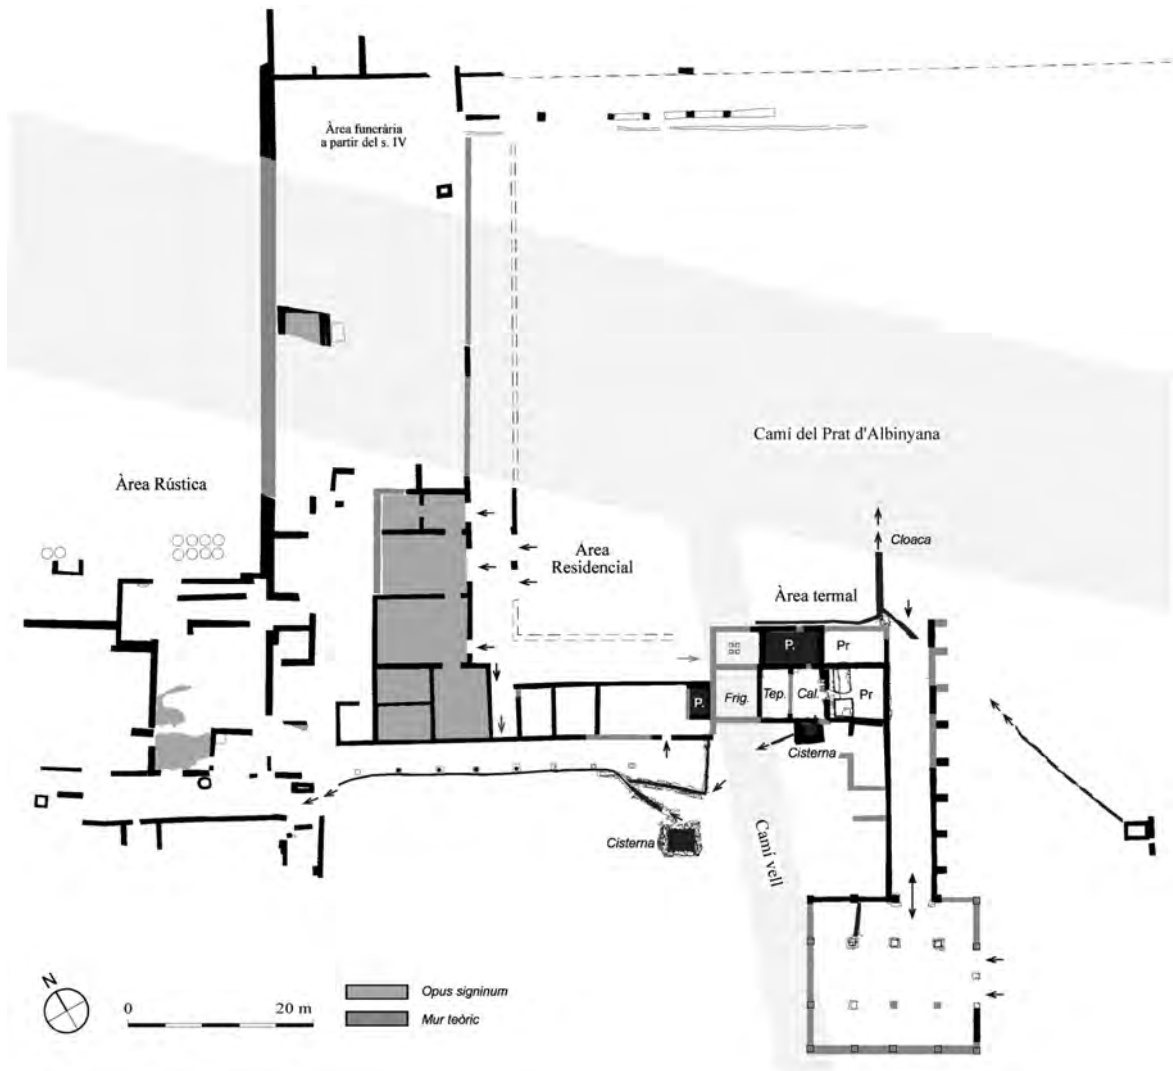 Àrea funcrària
a partir del s. IV
Camí del Prat d'Albinyana
Àrea Rústica
Àrea
Residencial
Cloaca
Àrea termal
P.
Pr
P.
Frig.
Tep.
Cal.
Pr
Cisterna
Cisterna
Camí vell
N
0
20 m
Opus signinum
Mur teòric